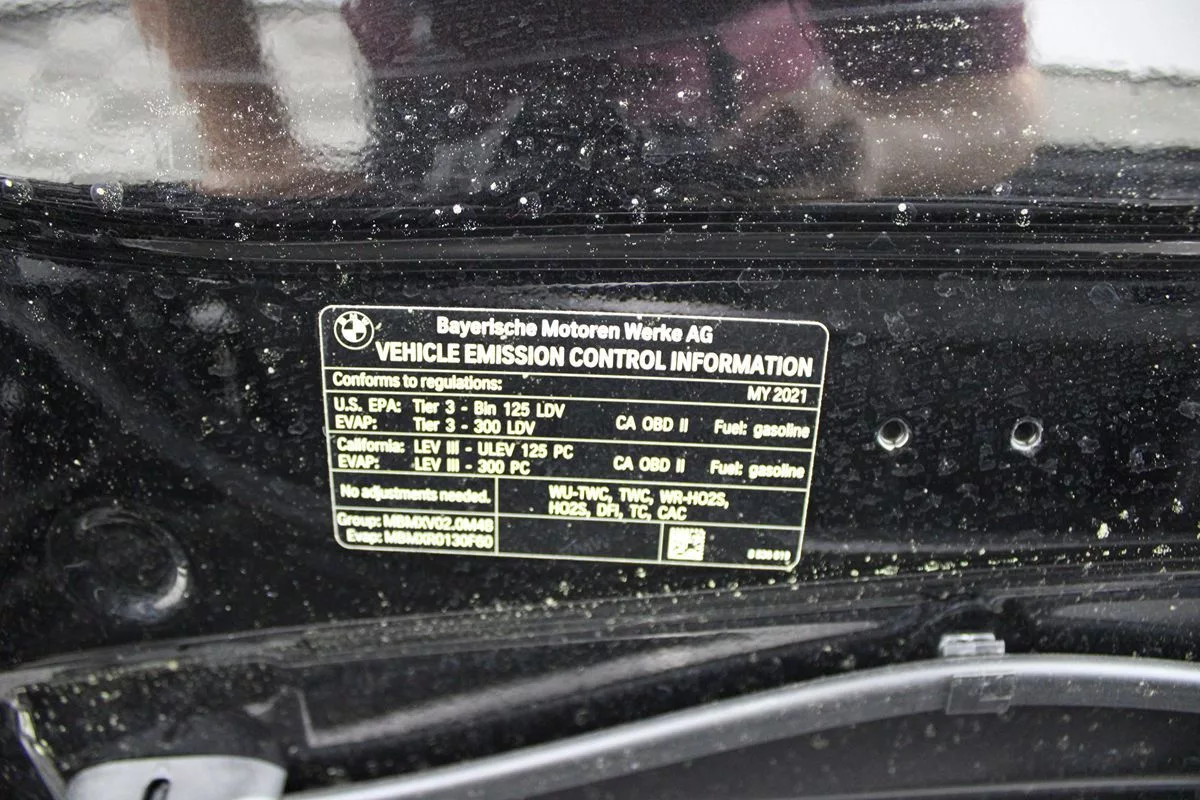 Bayerische Motoren Werke AG
VEHICLE EMISSION CONTROL INFORMATION
Conforms to regulations: MY 2021
U.S. EPA: Tier 3 - Bin 125 LDV
EVAP: Tier 3 - 300 LDV CA OBD II Fuel: gasoline
California: LEV III - ULEV 125 PC
EVAP: LEV III - 300 PC CA OBD II Fuel: gasoline
No adjustments needed. WU-TWC, TWC, WR-HO2S,
HO2S, DFI, TC, CAC
Group: MBMXV02.0M46
Evap: MBMXR0130F60